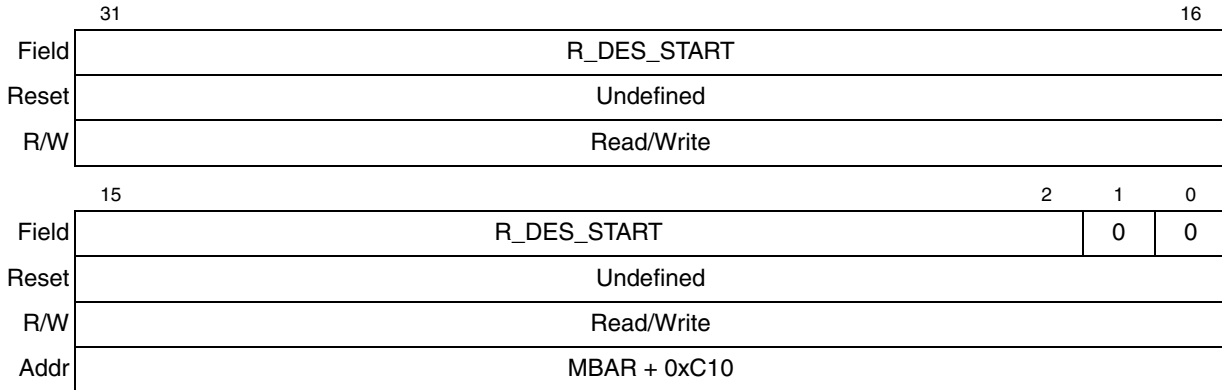 31 16
Field R_DES_START
Reset Undefined
R/W Read/Write
15 2 1 0
Field R_DES_START 0 0
Reset Undefined
R/W Read/Write
Addr MBAR + 0xC10